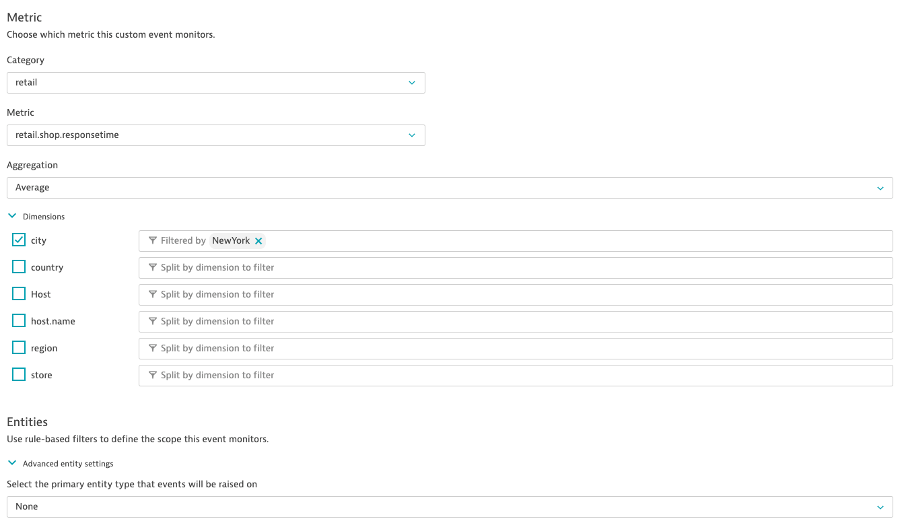 Metric
Choose which metric this custom event monitors.
Category
retail
Metric
retail.shop.responsetime
Aggregation
Average
Dimensions
city
Filtered by NewYork
country
Split by dimension to filter
Host
Split by dimension to filter
host.name
Split by dimension to filter
region
Split by dimension to filter
store
Split by dimension to filter
Entities
Use rule-based filters to define the scope this event monitors.
Advanced entity settings
Select the primary entity type that events will be raised on
None